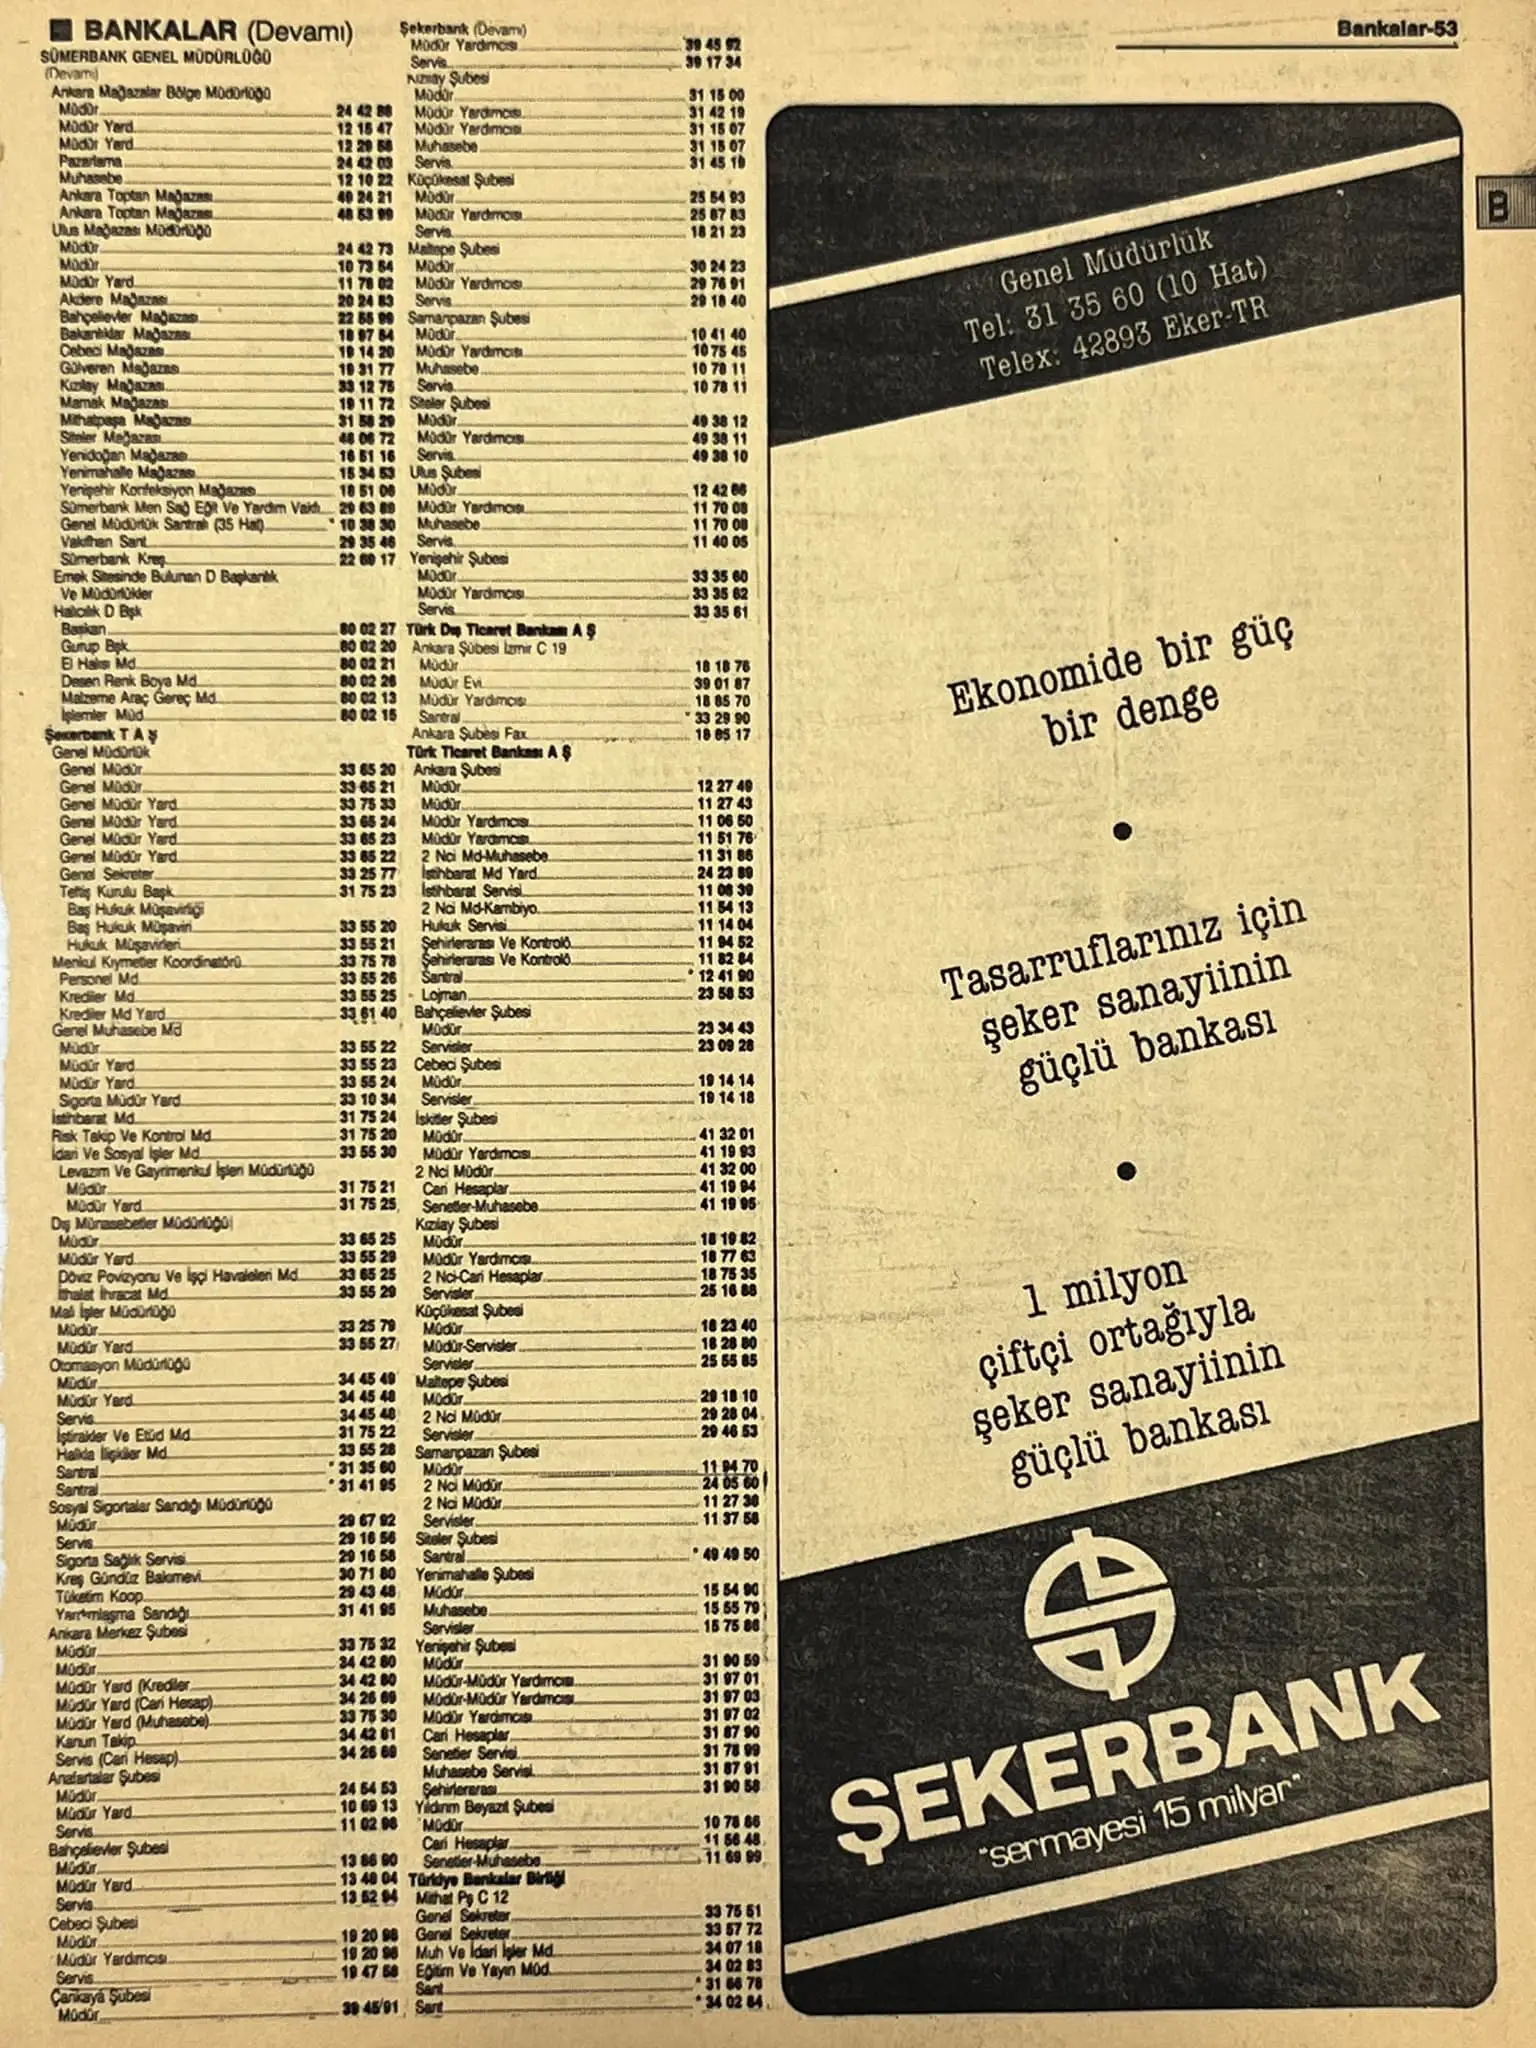 BANKALAR (Devamı)
SÜMERBANK GENEL MÜDÜRLÜĞÜ
(Devamı)
Ankara Mağazalar Bölge Müdürlüğü
Müdür 24 42 88
Müdür Yard. 12 15 47
Müdür Yard. 12 29 58
Pazarlama 24 42 03
Muhasebe 12 10 22
Ankara Toptan Mağazası 49 24 21
Ankara Toptan Mağazası 48 53 99
Ulus Mağazası Müdürlüğü
Müdür 24 42 73
Müdür 10 73 54
Müdür Yard 11 78 02
Akdere Mağazası 20 24 83
Bahçelievler Mağazası 22 55 99
Bakanlıklar Mağazası 18 97 54
Cebeci Mağazası 19 14 20
Gülveren Mağazası 19 31 77
Kızılay Mağazası 33 12 75
Mamak Mağazası 19 11 72
Mithatpaşa Mağazası 31 58 29
Siteler Mağazası 48 06 72
Yenidoğan Mağazası 16 51 16
Yenimahalle Mağazası 15 34 53
Yenişehir Konfeksiyon Mağazası 18 51 06
Sümerbank Men Sağ Eğit Ve Yardım Vakfı 29 63 89
Genel Müdürlük Santralı (35 Hat) * 10 38 30
Vakıfhan Sant 29 35 46
Sümerbank Kreş 22 69 17
Emek Sitesinde Bulunan D Başkanlık
Ve Müdürlükler
Halıcılık D Bşk
Başkan 80 02 27
Gurup Bşk 80 02 20
El Halısı Md 80 02 21
Desen Renk Boya Md 80 02 26
Malzeme Araç Gereç Md 80 02 13
İşlemler Müd 80 02 15
Şekerbank T A Ş
Genel Müdürlük
Genel Müdür 33 65 20
Genel Müdür 33 65 21
Genel Müdür Yard 33 75 33
Genel Müdür Yard 33 65 24
Genel Müdür Yard 33 65 23
Genel Müdür Yard 33 65 22
Genel Sekreter 33 25 77
Teftiş Kurulu Başk 31 75 23
Baş Hukuk Müşavirliği
Baş Hukuk Müşaviri 33 55 20
Hukuk Müşavirleri 33 55 21
Menkul Kıymetler Koordinatörü 33 75 78
Personel Md 33 55 26
Krediler Md 33 55 25
Krediler Md Yard 33 61 40
Genel Muhasebe Md
Müdür 33 55 22
Müdür Yard 33 55 23
Müdür Yard 33 55 24
Sigorta Müdür Yard 33 10 34
İstihbarat Md 31 75 24
Risk Takip Ve Kontrol Md 31 75 20
İdari Ve Sosyal İşler Md 33 55 30
Levazım Ve Gayrimenkul İşleri Müdürlüğü
Müdür 31 75 21
Müdür Yard 31 75 25
Dış Münasebetler Müdürlüğü
Müdür 33 65 25
Müdür Yard 33 55 29
Döviz Povizyonu Ve İşçi Havaleleri Md 33 65 25
İthalat İhracat Md 33 55 29
Mali İşler Müdürlüğü
Müdür 33 25 79
Müdür Yard 33 55 27
Otomasyon Müdürlüğü
Müdür 34 45 49
Müdür Yard 34 45 48
Servis 34 45 48
İştirakler Ve Etüd Md 31 75 22
Halkla İlişkiler Md 33 55 28
Santral * 31 35 60
Santral * 31 41 95
Sosyal Sigortalar Sandığı Müdürlüğü
Müdür 29 67 92
Servis 29 16 56
Sigorta Sağlık Servisi 29 16 58
Kreş Gündüz Bakımevi 30 71 80
Tüketim Koop 29 43 48
Yardımlaşma Sandığı 31 41 95
Ankara Merkez Şubesi
Müdür 33 75 32
Müdür 34 42 80
Müdür Yard (Krediler 34 42 80
Müdür Yard (Cari Hesap) 34 26 69
Müdür Yard (Muhasebe) 33 75 30
Kanun Takip 34 42 61
Servis (Cari Hesap) 34 26 69
Anafartalar Şubesi
Müdür 24 54 53
Müdür Yard 10 69 13
Servis 11 02 98
Bahçelievler Şubesi
Müdür 13 86 90
Müdür Yard 13 48 04
Servis 13 52 94
Cebeci Şubesi
Müdür 19 20 98
Müdür Yardımcısı 19 20 98
Servis 19 47 58
Çankaya Şubesi
Müdür 39 45 91
Şekerbank (Devamı)
Müdür Yardımcısı 39 45 92
Servis 39 17 34
Kızılay Şubesi
Müdür 31 15 00
Müdür Yardımcısı 31 42 19
Müdür Yardımcısı 31 15 07
Muhasebe 31 15 07
Servis 31 45 19
Küçükesat Şubesi
Müdür 25 54 93
Müdür Yardımcısı 25 87 83
Servis 18 21 23
Maltepe Şubesi
Müdür 30 24 23
Müdür Yardımcısı 29 76 91
Servis 29 18 40
Samanpazarı Şubesi
Müdür 10 41 40
Müdür Yardımcısı 10 75 45
Muhasebe 10 78 11
Servis 10 78 11
Siteler Şubesi
Müdür 49 38 12
Müdür Yardımcısı 49 38 11
Servis 49 38 10
Ulus Şubesi
Müdür 12 42 66
Müdür Yardımcısı 11 70 08
Muhasebe 11 70 08
Servis 11 40 05
Yenişehir Şubesi
Müdür 33 35 60
Müdür Yardımcısı 33 35 62
Servis 33 35 61
Türk Dış Ticaret Bankası A Ş
Ankara Şübesi İzmir C 19
Müdür 18 18 76
Müdür Evi 39 01 87
Müdür Yardımcısı 18 85 70
Santral * 33 29 90
Ankara Şubesi Fax 18 85 17
Türk Ticaret Bankası A Ş
Ankara Şubesi
Müdür 12 27 49
Müdür 11 27 43
Müdür Yardımcısı 11 06 50
Müdür Yardımcısı 11 51 76
2 Nci Md-Muhasebe 11 31 86
İstihbarat Md Yard 24 23 89
İstihbarat Servisi 11 08 39
2 Nci Md-Kambiyo 11 54 13
Hukuk Servisi 11 14 04
Şehirlerarası Ve Kontrolö 11 94 52
Şehirlerarası Ve Kontrolö 11 82 84
Santral * 12 41 90
Lojman 23 58 53
Bahçelievler Şubesi
Müdür 23 34 43
Servisler 23 09 28
Cebeci Şubesi
Müdür 19 14 14
Servisler 19 14 18
İskitler Şubesi
Müdür 41 32 01
Müdür Yardımcısı 41 19 93
2 Nci Müdür 41 32 00
Cari Hesaplar 41 19 94
Senetler-Muhasebe 41 19 95
Kızılay Şubesi
Müdür 18 19 82
Müdür Yardımcısı 18 77 63
2 Nci-Cari Hesaplar 18 75 35
Servisler 25 16 88
Küçükesat Şubesi
Müdür 18 23 40
Müdür-Servisler 18 28 80
Servisler 25 55 85
Maltepe Şubesi
Müdür 29 18 10
2 Nci Müdür 29 28 04
Servisler 29 46 53
Samanpazarı Şubesi
Müdür 11 94 70
2 Nci Müdür 24 05 60
2 Nci Müdür 11 27 36
Servisler 11 37 58
Siteler Şubesi
Santral * 49 49 50
Yenimahalle Şubesi
Müdür 15 54 90
Muhasebe 15 55 79
Servisler 15 75 86
Yenişehir Şubesi
Müdür 31 90 59
Müdür-Müdür Yardımcısı 31 97 01
Müdür-Müdür Yardımcısı 31 97 03
Müdür Yardımcısı 31 97 02
Cari Hesaplar 31 87 90
Senetler Servisi 31 78 99
Muhasebe Servisi 31 87 91
Şehirlerarası 31 90 58
Yıldırım Beyazıt Şubesi
Müdür 10 78 86
Cari Hesaplar 11 56 48
Senetler-Muhasebe 11 69 99
Türkiye Bankalar Birliği
Mithat Pş C 12
Genel Sekreter 33 75 51
Genel Sekreter 33 57 72
Muh Ve İdari İşler Md 34 07 18
Eğitim Ve Yayın Müd 34 02 83
Sant * 31 66 78
Sant * 34 02 84
Bankalar-53
B
Genel Müdürlük
Tel: 31 35 60 (10 Hat)
Telex: 42893 Eker-TR
Ekonomide bir güç
bir denge
•
Tasarruflarınız için
şeker sanayiinin
güçlü bankası
•
1 milyon
çiftçi ortağıyla
şeker sanayiinin
güçlü bankası
ŞEKERBANK
"sermayesi 15 milyar"